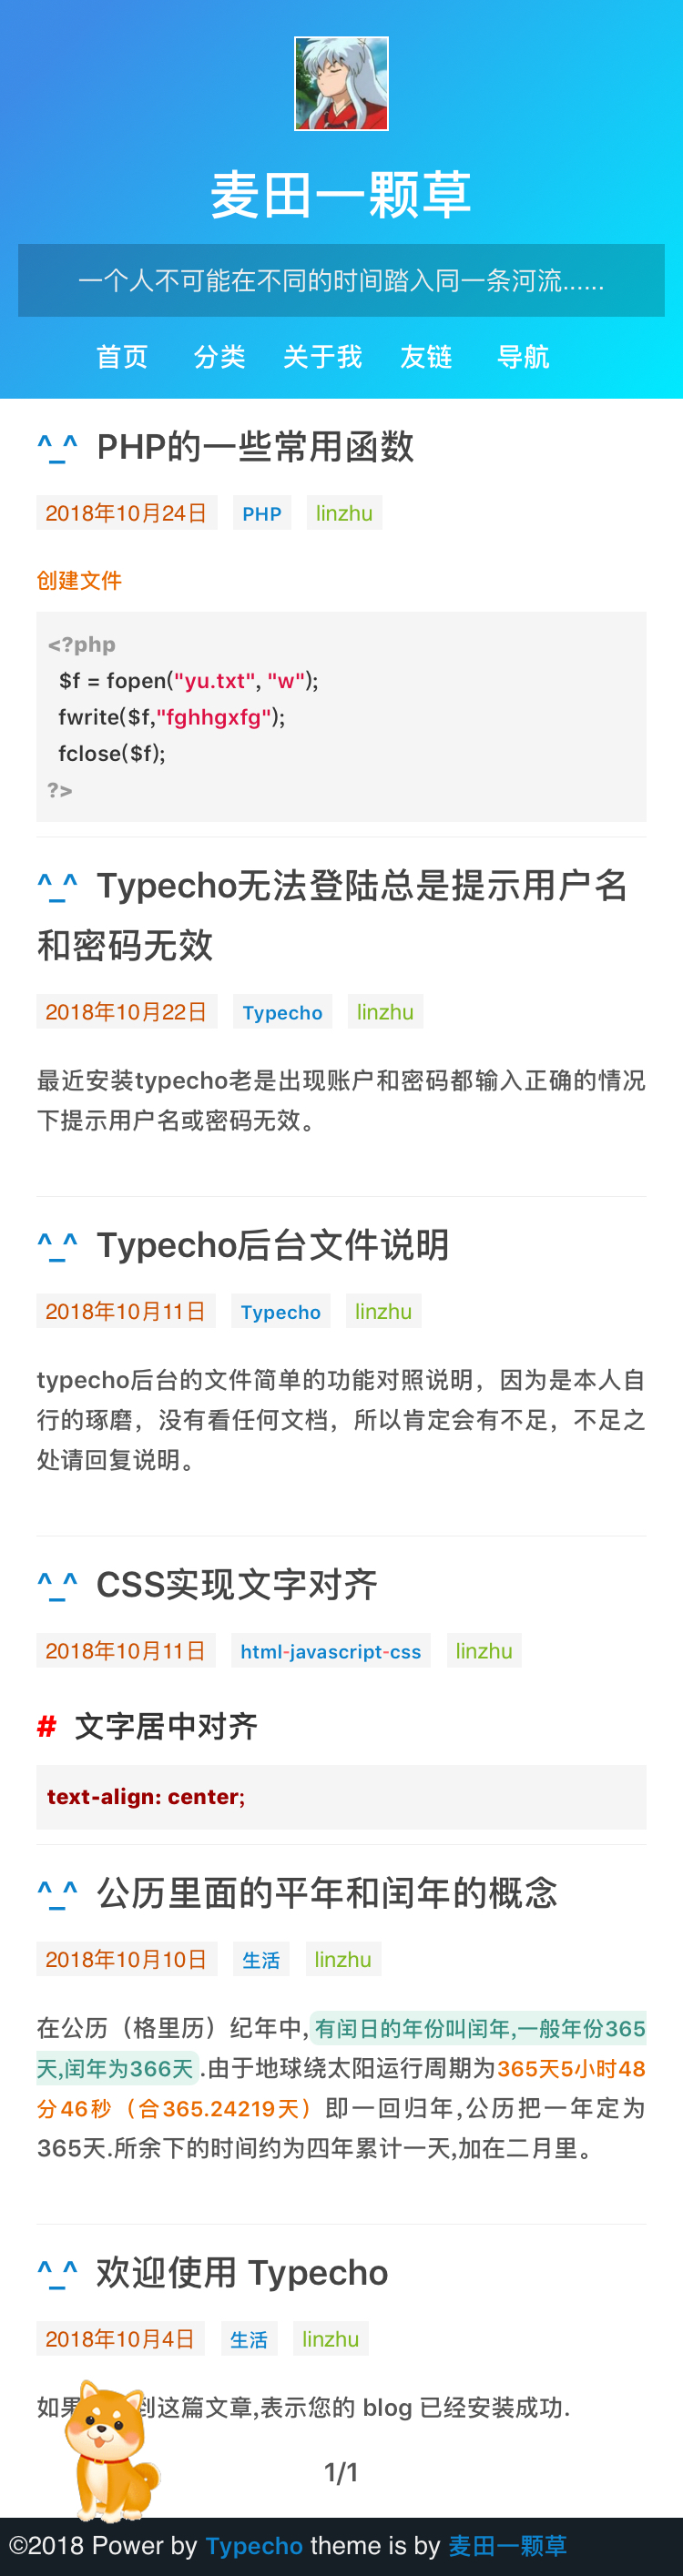 麦田一颗草
一个人不可能在不同的时间踏入同一条河流......
首页 分类 关于我 友链 导航
^_^ PHP的一些常用函数
2018年10月24日 PHP linzhu
创建文件
<?php
$f = fopen("yu.txt", "w");
fwrite($f,"fghhgxfg");
fclose($f);
?>
^_^ Typecho无法登陆总是提示用户名
和密码无效
2018年10月22日 Typecho linzhu
最近安装typecho老是出现账户和密码都输入正确的情况
下提示用户名或密码无效。
^_^ Typecho后台文件说明
2018年10月11日 Typecho linzhu
typecho后台的文件简单的功能对照说明，因为是本人自
行的琢磨，没有看任何文档，所以肯定会有不足，不足之
处请回复说明。
^_^ CSS实现文字对齐
2018年10月11日 html-javascript-css linzhu
# 文字居中对齐
text-align: center;
^_^ 公历里面的平年和闰年的概念
2018年10月10日 生活 linzhu
在公历（格里历）纪年中,有闰日的年份叫闰年,一般年份365
天,闰年为366天.由于地球绕太阳运行周期为365天5小时48
分46秒（合365.24219天）即一回归年,公历把一年定为
365天.所余下的时间约为四年累计一天,加在二月里。
^_^ 欢迎使用 Typecho
2018年10月4日 生活 linzhu
如果到这篇文章,表示您的 blog 已经安装成功.
1/1
©2018 Power by Typecho theme is by 麦田一颗草